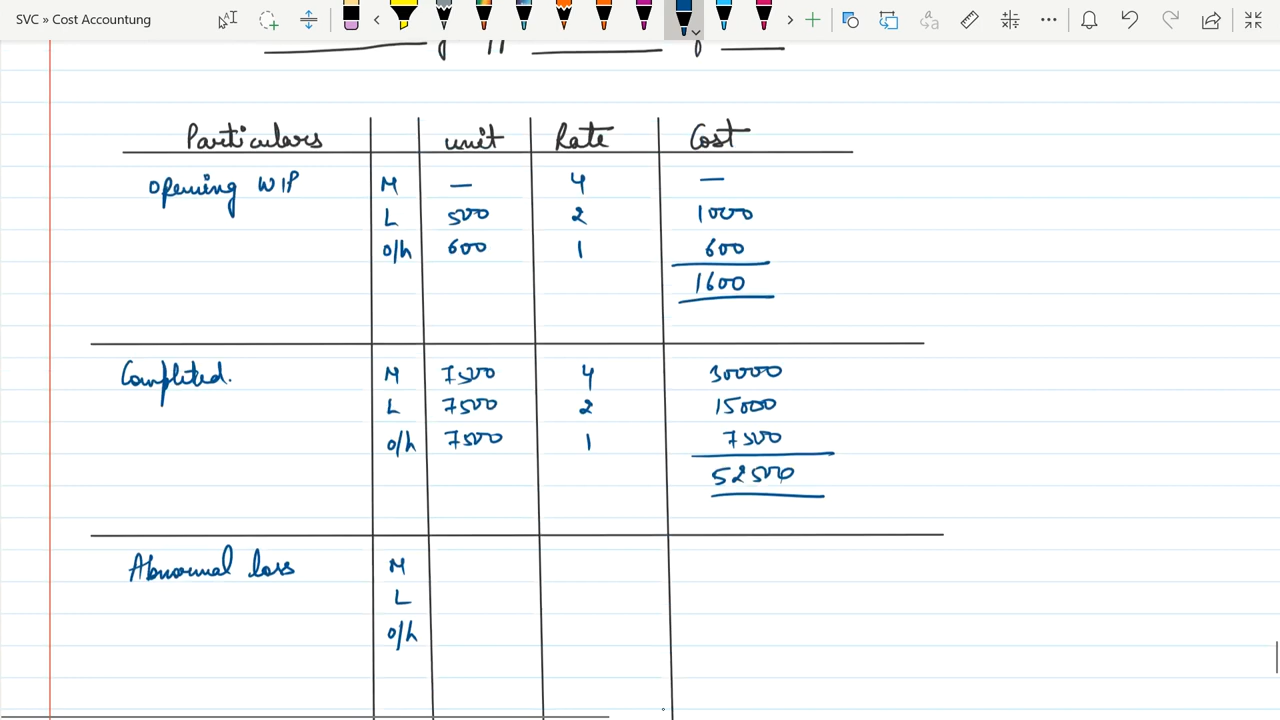 SVC » Cost Accountung
Particulars unit Rate Cost
Opening WIP M — 4 —
L 500 2 1000
O/h 600 1 600
1600
Completed. M 7500 4 30000
L 7500 2 15000
O/h 7500 1 7500
52500
Abnormal loss M
L
O/h